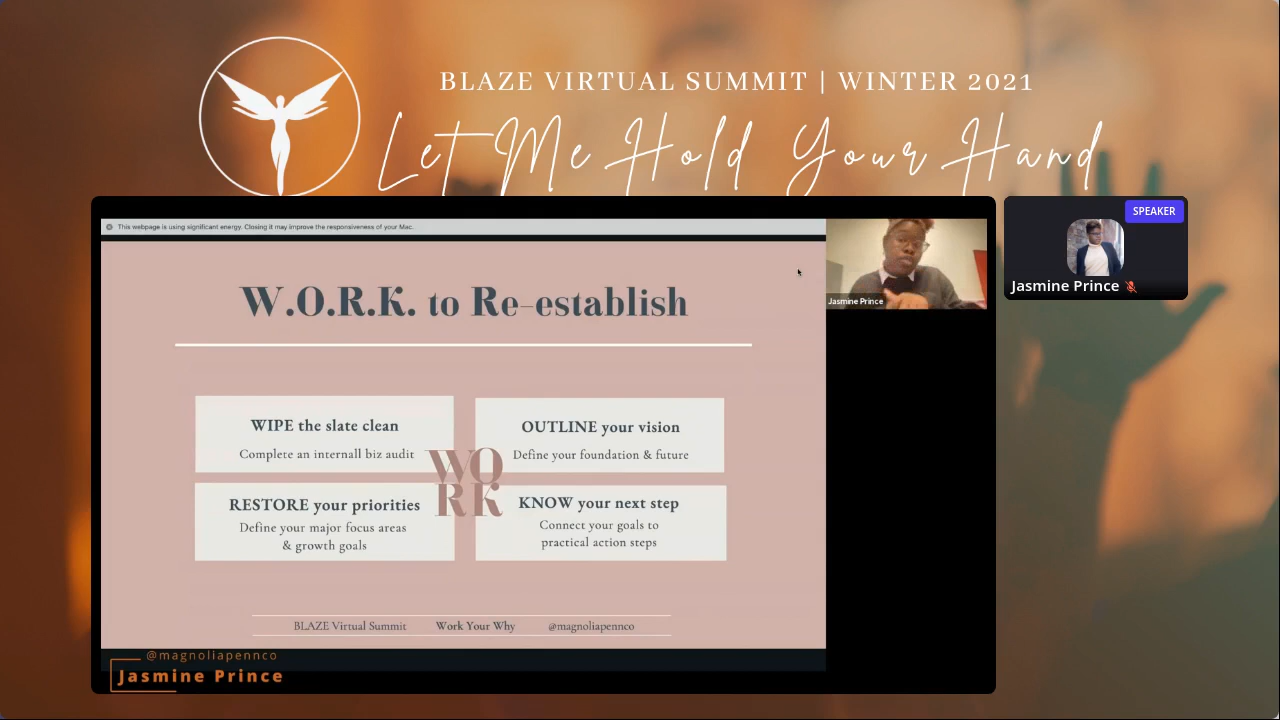 BLAZE VIRTUAL SUMMIT | WINTER 2021
Let Me Hold Your Hand
SPEAKER
Jasmine Prince
This webpage is using significant energy. Closing it may improve the responsiveness of your Mac.
Jasmine Prince
W.O.R.K. to Re-establish
WIPE the slate clean
Complete an internall biz audit
OUTLINE your vision
Define your foundation & future
WO
RK
RESTORE your priorities
Define your major focus areas
& growth goals
KNOW your next step
Connect your goals to
practical action steps
BLAZE Virtual Summit Work Your Why @magnoliapennco
@magnoliapennco
Jasmine Prince